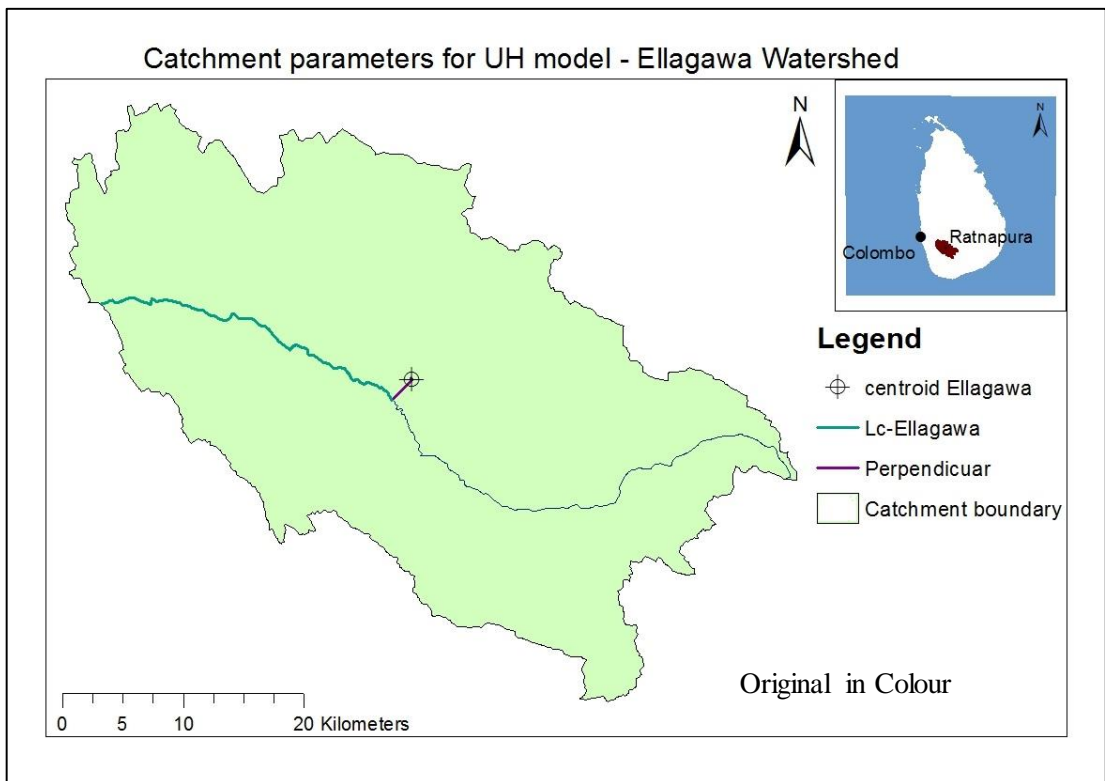 Catchment parameters for UH model - Ellagawa Watershed
N
N
Ratnapura
Colombo
Legend
centroid Ellagawa
Lc-Ellagawa
Perpendicuar
Catchment boundary
Original in Colour
0 5 10 20 Kilometers